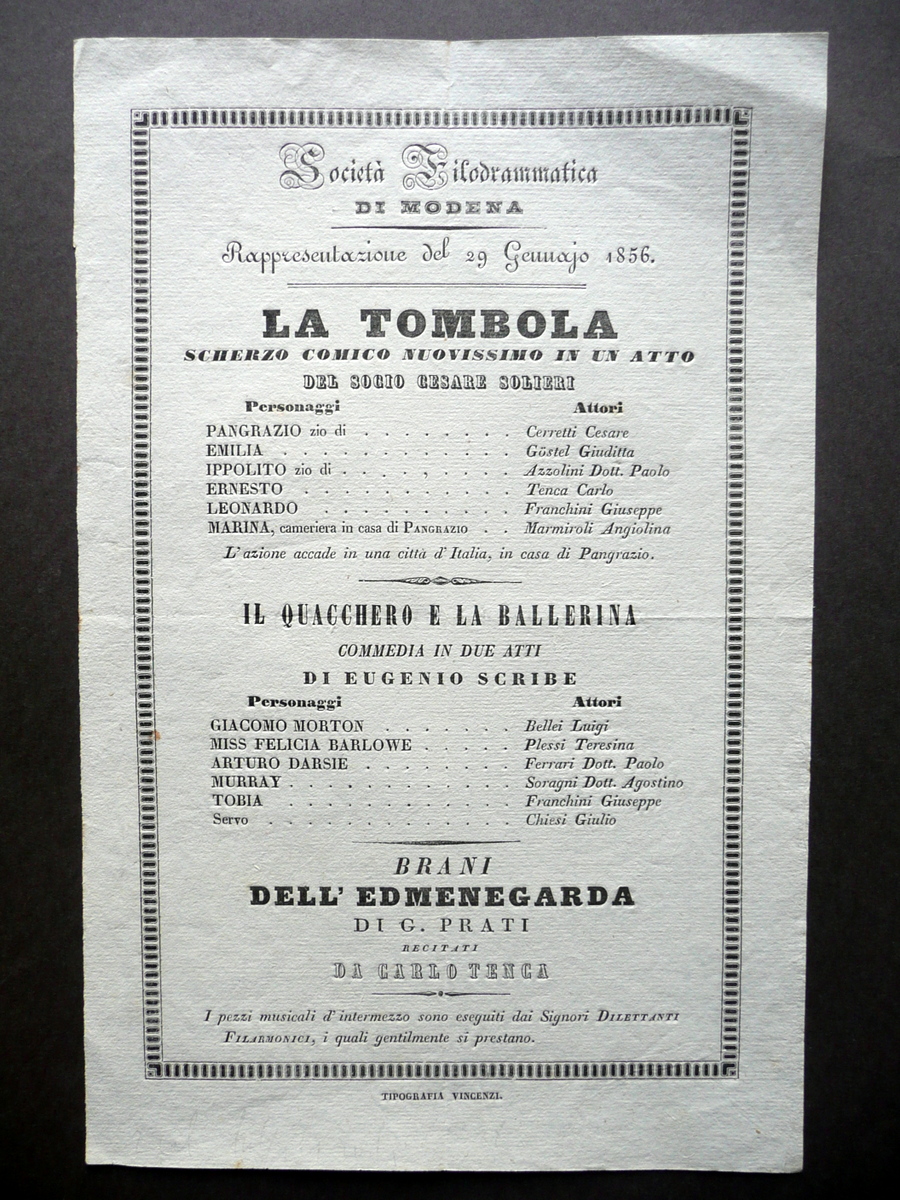 Società Filodrammatica
DI MODENA
Rappresentazione del 29 Gennajo 1856.
LA TOMBOLA
SCHERZO COMICO NUOVISSIMO IN UN ATTO
DEL SOCIO CESARE SOLIERI
Personaggi Attori
PANGRAZIO zio di . . . . . . . . Cerretti Cesare
EMILIA . . . . . . . . . . . . Göstel Giuditta
IPPOLITO zio di . . . . . . . . . Azzolini Dott. Paolo
ERNESTO . . . . . . . . . . . Tenca Carlo
LEONARDO . . . . . . . . . . Franchini Giuseppe
MARINA, cameriera in casa di PANGRAZIO . . Marmiroli Angiolina
L'azione accade in una città d'Italia, in casa di Pangrazio.
IL QUACCHERO E LA BALLERINA
COMMEDIA IN DUE ATTI
DI EUGENIO SCRIBE
Personaggi Attori
GIACOMO MORTON . . . . . . . Bellei Luigi
MISS FELICIA BARLOWE . . . . . Plessi Teresina
ARTURO DARSIE . . . . . . . . Ferrari Dott. Paolo
MURRAY . . . . . . . . . . . . Soragni Dott. Agostino
TOBIA . . . . . . . . . . . . Franchini Giuseppe
Servo . . . . . . . . . . . . . Chiesi Giulio
BRANI
DELL' EDMENEGARDA
DI G. PRATI
RECITATI
DA CARLO TENCA
I pezzi musicali d'intermezzo sono eseguiti dai Signori DILETTANTI
FILARMONICI, i quali gentilmente si prestano.
TIPOGRAFIA VINCENZI.